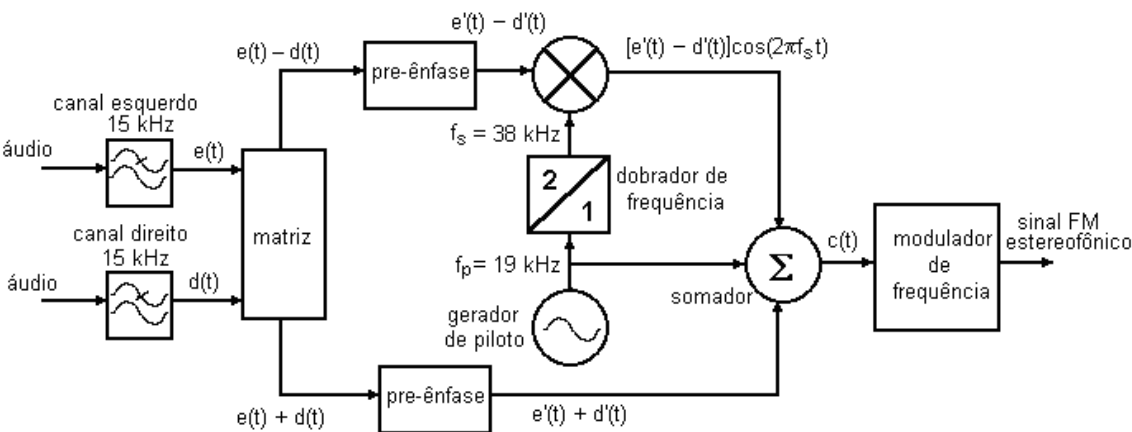 e'(t) – d'(t)
e(t) – d(t)
[e'(t) – d'(t)]cos(2πfₛt)
pre-ênfase
canal esquerdo
15 kHz
fₛ = 38 kHz
áudio
e(t)
2
1
dobrador de
frequência
canal direito
15 kHz
matriz
c(t)
modulador
de
frequência
sinal FM
estereofônico
fₚ= 19 kHz
Σ
áudio
d(t)
somador
gerador
de piloto
pre-ênfase
e(t) + d(t)
e'(t) + d'(t)